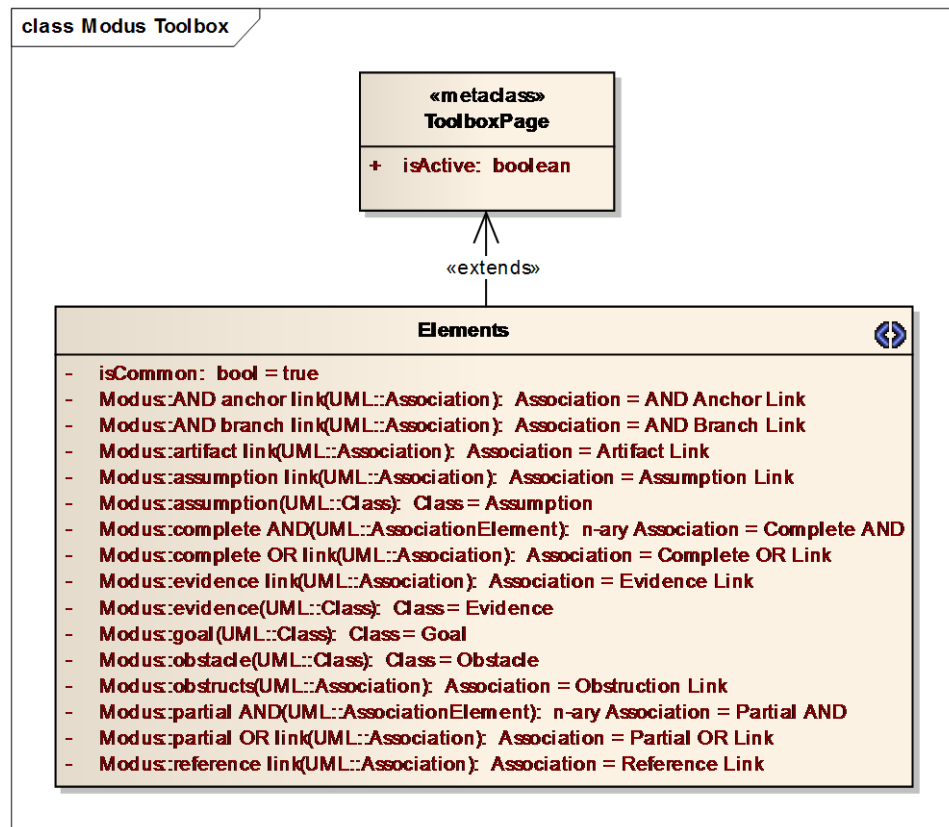 class Modus Toolbox
«metaclass»
ToolboxPage
+ isActive: boolean
«extends»
Elements
- isCommon: bool = true
- Modus::AND anchor link(UML::Association): Association = AND Anchor Link
- Modus::AND branch link(UML::Association): Association = AND Branch Link
- Modus::artifact link(UML::Association): Association = Artifact Link
- Modus::assumption link(UML::Association): Association = Assumption Link
- Modus::assumption(UML::Class): Class = Assumption
- Modus::complete AND(UML::AssociationElement): n-ary Association = Complete AND
- Modus::complete OR link(UML::Association): Association = Complete OR Link
- Modus::evidence link(UML::Association): Association = Evidence Link
- Modus::evidence(UML::Class): Class = Evidence
- Modus::goal(UML::Class): Class = Goal
- Modus::obstacle(UML::Class): Class = Obstacle
- Modus::obstructs(UML::Association): Association = Obstruction Link
- Modus::partial AND(UML::AssociationElement): n-ary Association = Partial AND
- Modus::partial OR link(UML::Association): Association = Partial OR Link
- Modus::reference link(UML::Association): Association = Reference Link